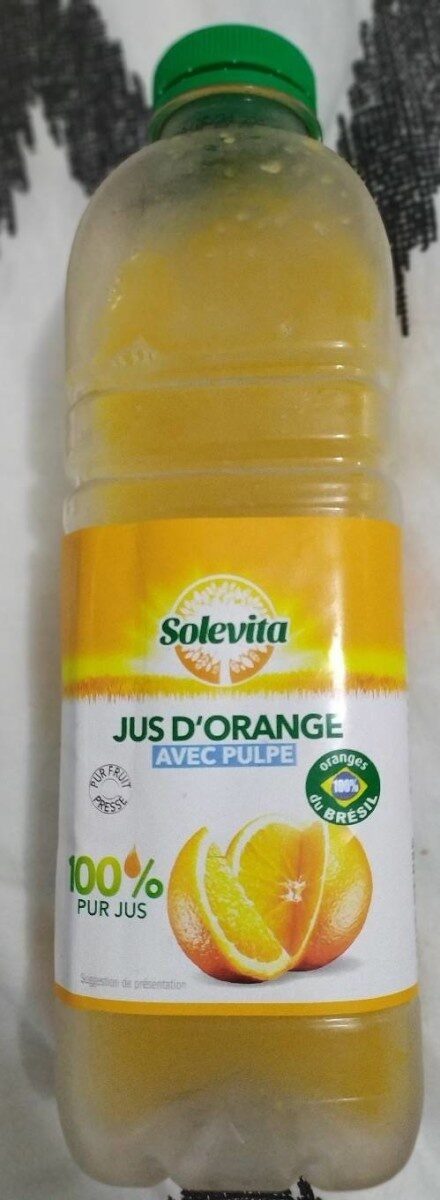 Solevita
JUS D'ORANGE
AVEC PULPE
PUR FRUIT
PRESSÉ
oranges
100%
du BRÉSIL
100%
PUR JUS
Suggestion de présentation